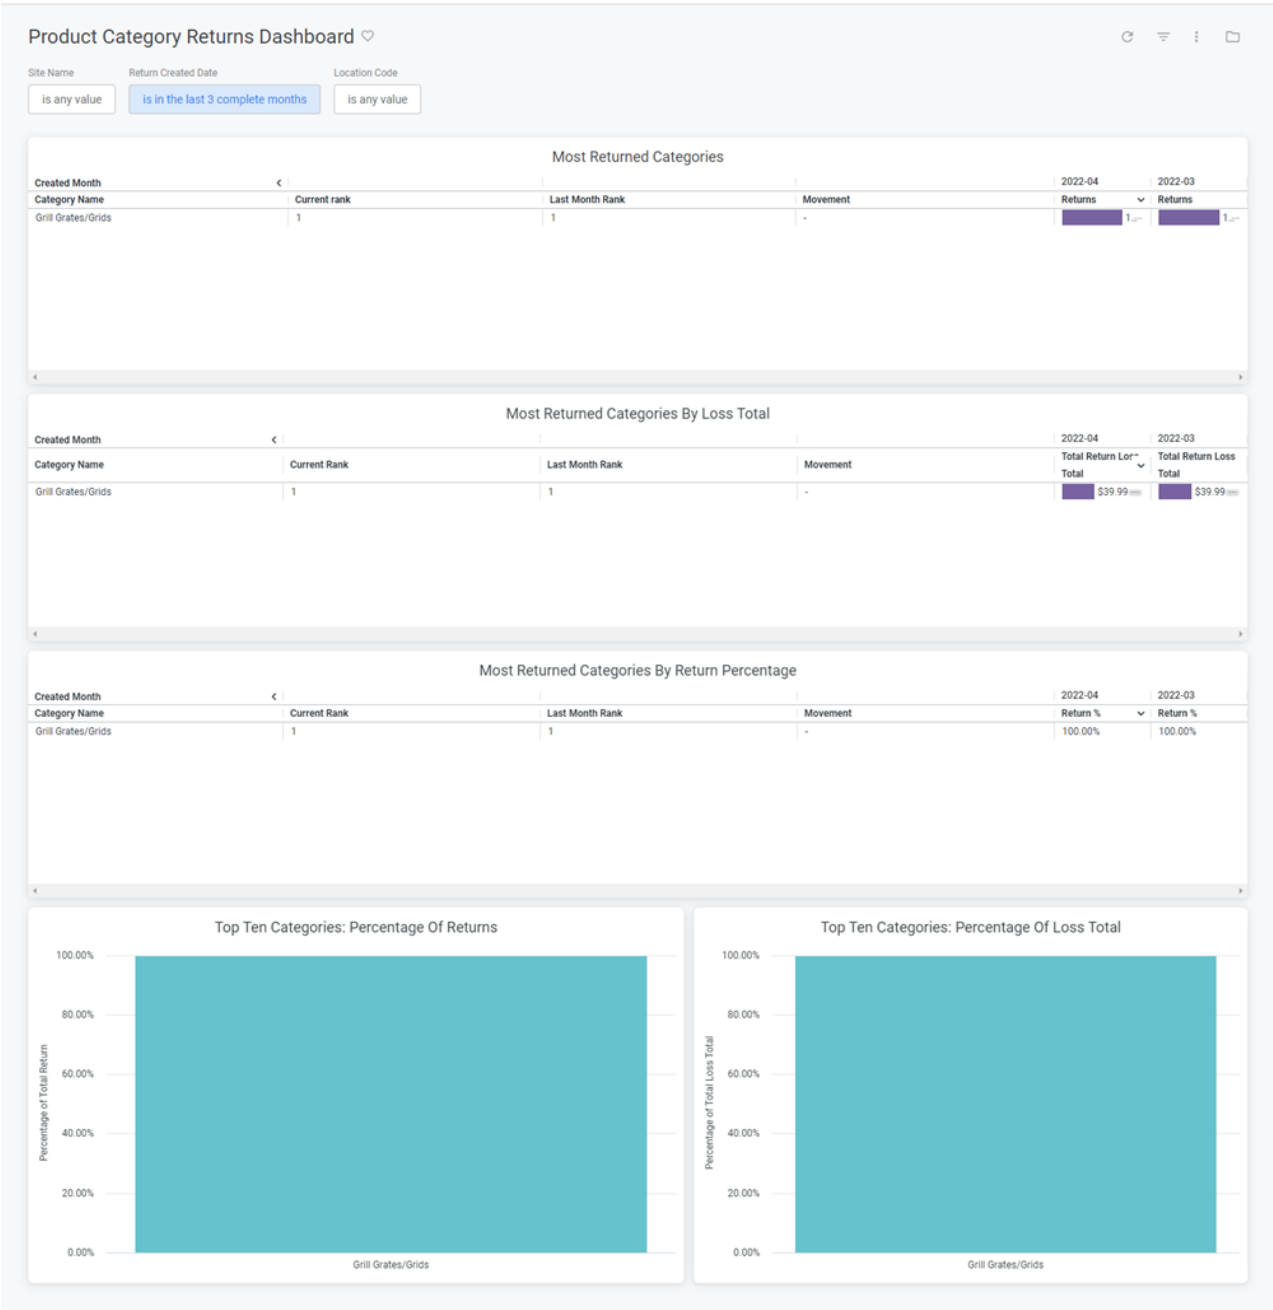 Product Category Returns Dashboard
Site Name Return Created Date Location Code
is any value is in the last 3 complete months is any value
Most Returned Categories
Created Month 2022-04 2022-03
Category Name Current rank Last Month Rank Movement Returns Returns
Grill Grates/Grids 1 1 -
Most Returned Categories By Loss Total
Created Month 2022-04 2022-03
Total Return Total Return Loss
Category Name Current Rank Last Month Rank Movement
Total Total
Grill Grates/Grids 1 1 - $39.99 $39.99
Most Returned Categories By Return Percentage
Created Month 2022-04 2022-03
Category Name Current Rank Last Month Rank Movement Return % Return %
Grill Grates/Grids 1 1 - 100.00% 100.00%
Top Ten Categories: Percentage Of Returns
100.00%
80.00%
60.00%
40.00%
20.00%
0.00%
Percentage of Total Return
Grill Grates/Grids
Top Ten Categories: Percentage Of Loss Total
100.00%
80.00%
60.00%
40.00%
20.00%
0.00%
Percentage of Total Loss Total
Grill Grates/Grids